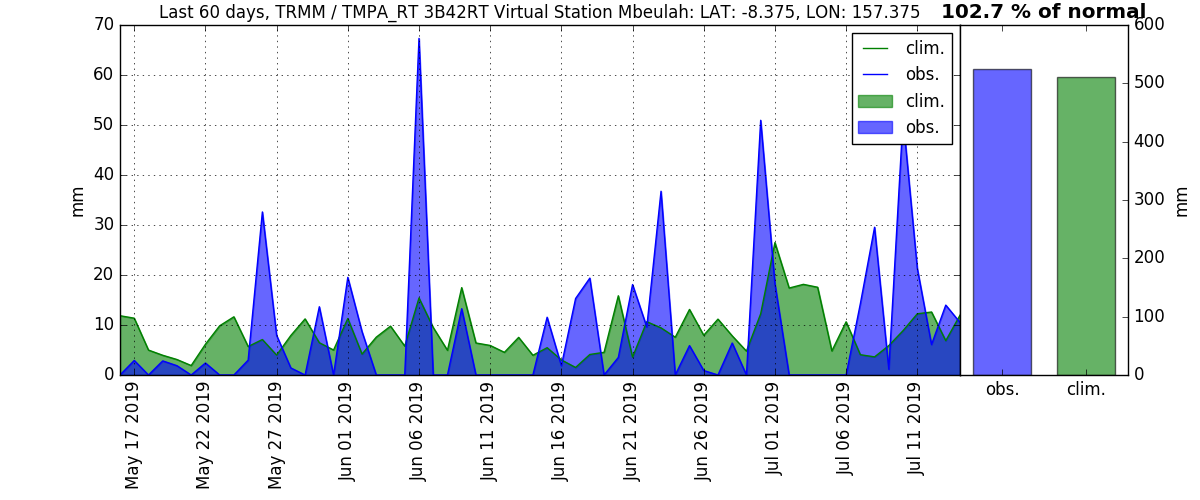 Last 60 days, TRMM / TMPA_RT 3B42RT Virtual Station Mbeulah: LAT: -8.375, LON: 157.375
102.7 % of normal
70
60
50
40
30
20
10
0
mm
clim.
obs.
clim.
obs.
May 17 2019
May 22 2019
May 27 2019
Jun 01 2019
Jun 06 2019
Jun 11 2019
Jun 16 2019
Jun 21 2019
Jun 26 2019
Jul 01 2019
Jul 06 2019
Jul 11 2019
600
500
400
300
200
100
0
mm
obs.
clim.